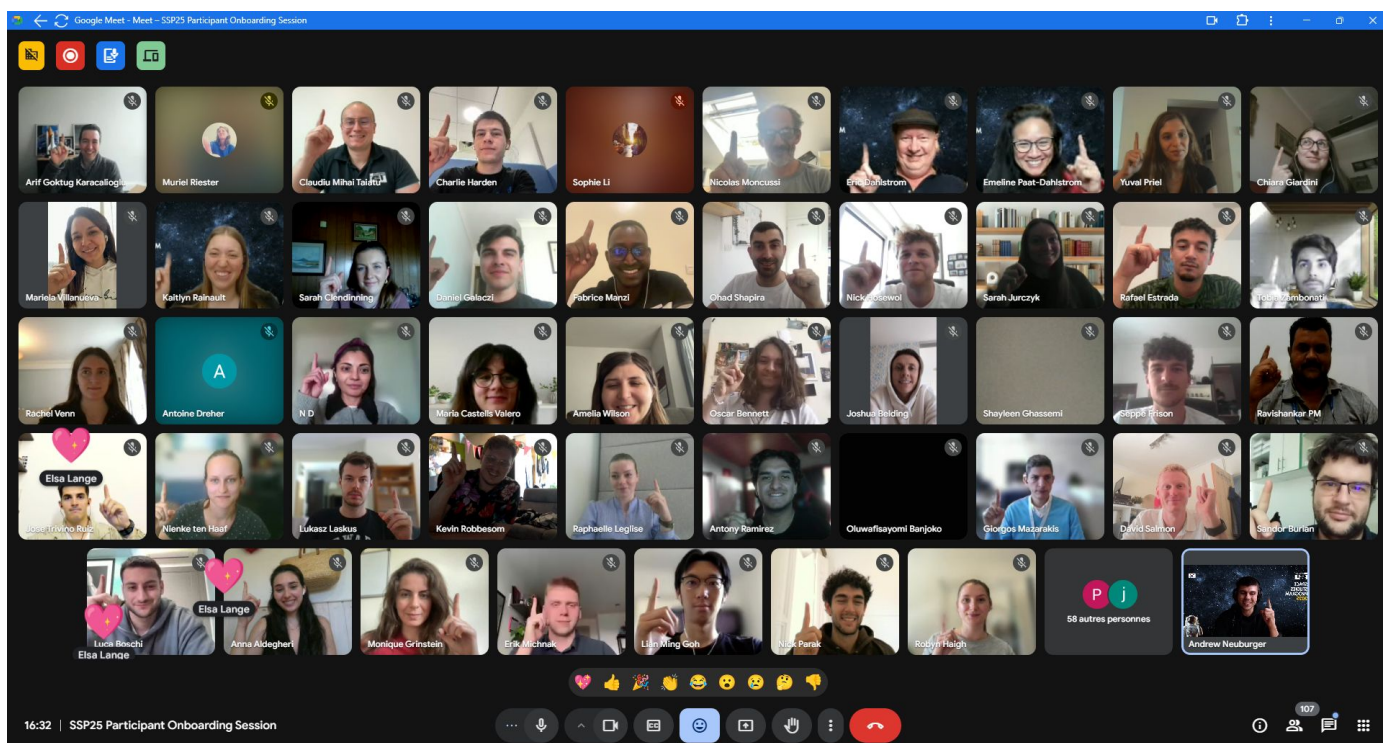 Google Meet - Meet – SSP25 Participant Onboarding Session
Arif Goktug Karacalioglu
Muriel Riester
Claudiu Mihai Taiatu
Charlie Harden
Sophie Li
Nicolas Moncussi
Eric Dahlstrom
Emeline Paat-Dahlstrom
Yuval Priel
Chiara Giardini
Mariela Villanueva
Kaitlyn Rainault
Sarah Clendinning
Daniel Galaczi
Fabrice Manzi
Ohad Shapira
Nick
Sarah Jurczyk
Rafael Estrada
Zambonati
Rachel Venn
A
Antoine Dreher
N D
Maria Castells Valero
Amelia Wilson
Oscar Bennett
Joshua Belding
Shayleen Ghassemi
Seppe Frison
Ravishankar PM
Elsa Lange
Jose Trivino Ruiz
Nienke ten Haaf
Lukasz Laskus
Kevin Robbesom
Raphaelle Leglise
Antony Ramirez
Oluwafisayomi Banjoko
Giorgos Mazarakis
David Salmon
Sandor Burian
Elsa Lange
Luca Boschi
Elsa Lange
Anna Aldegheri
Monique Grinstein
Erik Michnak
Lian Ming Goh
Nick Parak
Robyn Haigh
P j
58 autres personnes
Andrew Neuburger
16:32 | SSP25 Participant Onboarding Session
CC
107